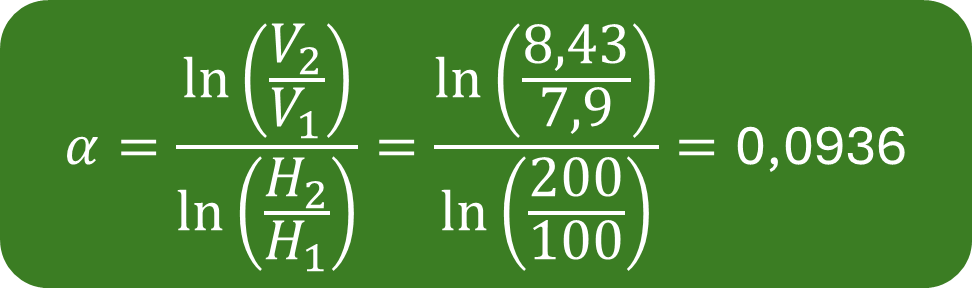 α = ln(V₂/V₁) / ln(H₂/H₁) = ln(8,43/7,9) / ln(200/100) = 0,0936